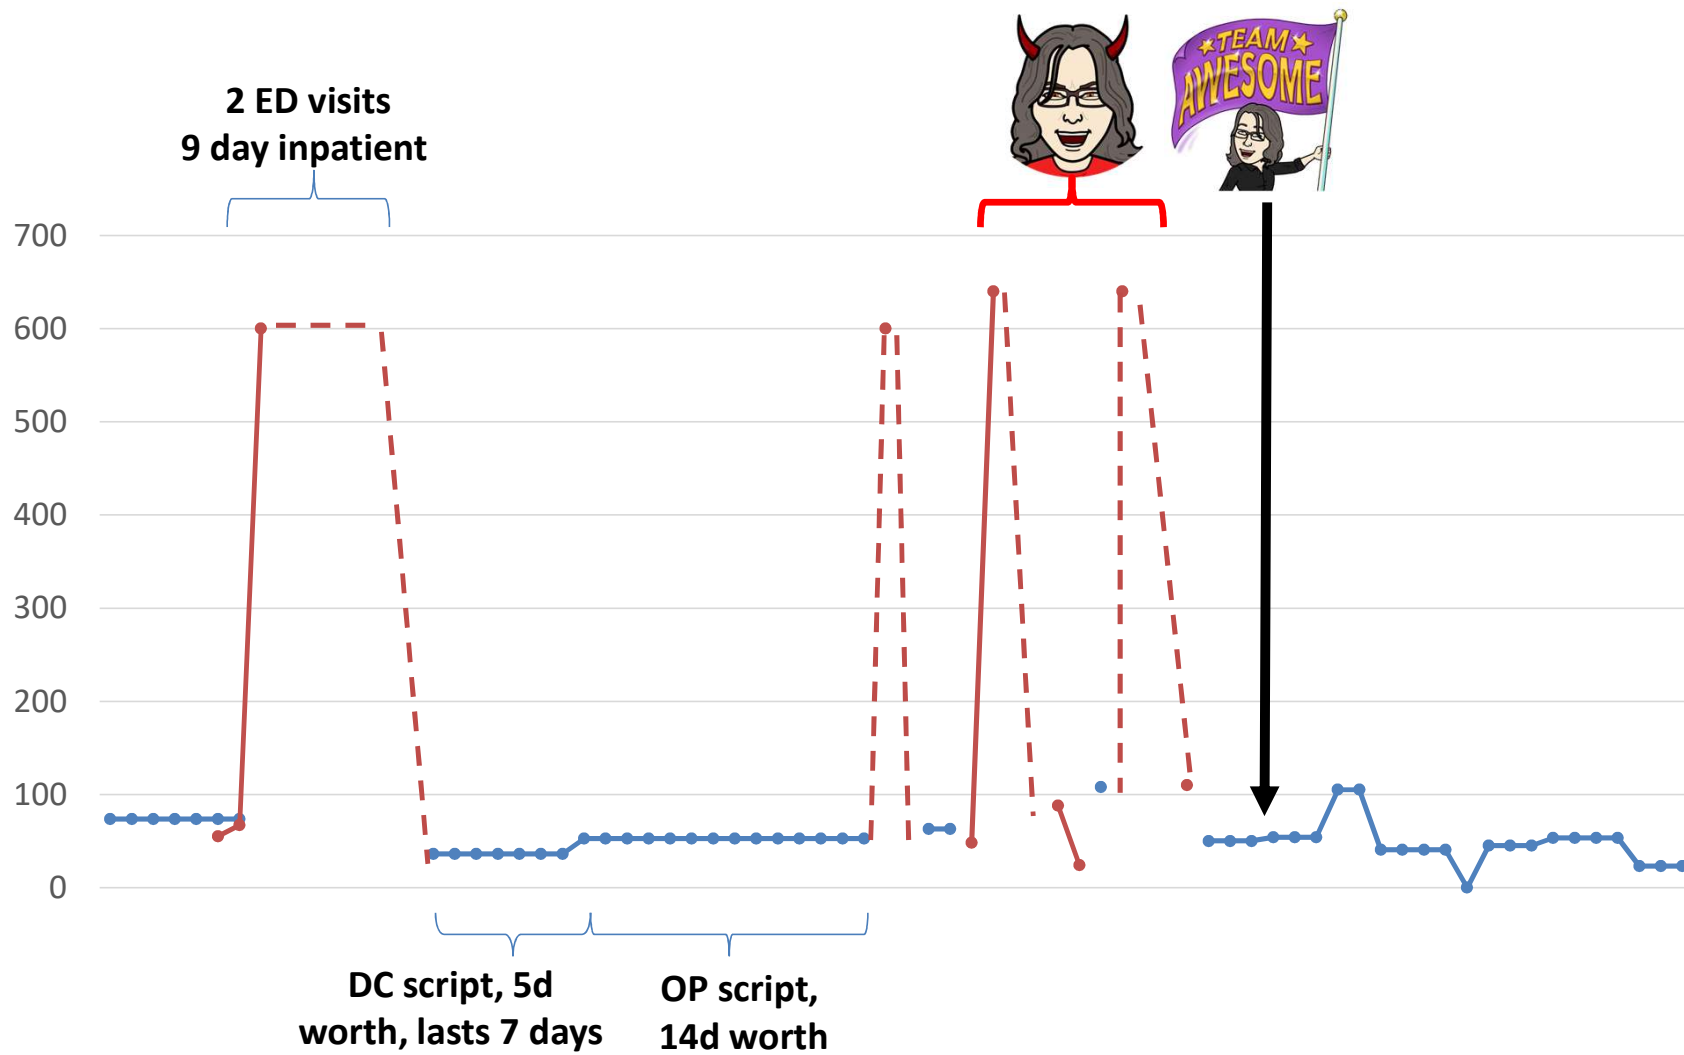 TEAM
AWESOME
2 ED visits
9 day inpatient
700
600
500
400
300
200
100
0
DC script, 5d
worth, lasts 7 days
OP script,
14d worth